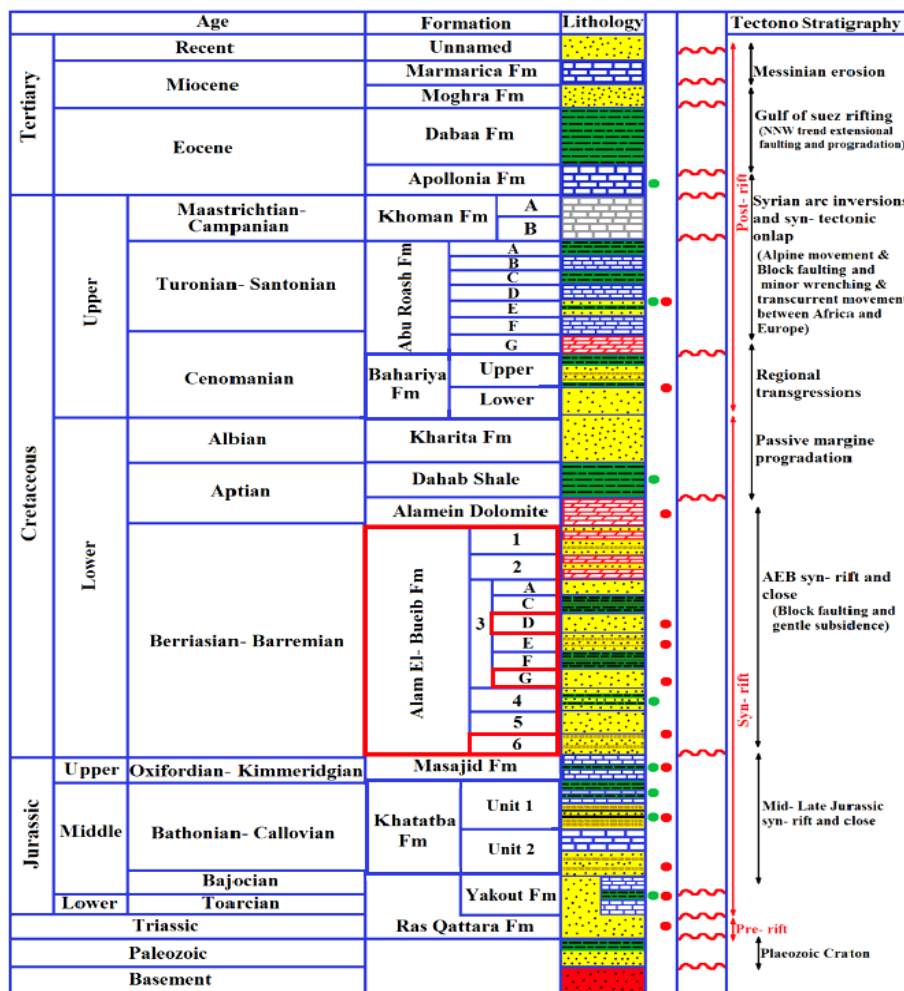 Age Formation Lithology Tectono Stratigraphy
Tertiary
Recent Unnamed
Miocene Marmarica Fm
Moghra Fm
Eocene Dabaa Fm
Apollonia Fm
Cretaceous
Upper
Maastrichtian-
Campanian
Khoman Fm
A
B
Turonian- Santonian
Abu Roash Fm
A
B
C
D
E
F
G
Cenomanian
Bahariya
Fm
Upper
Lower
Lower
Albian Kharita Fm
Aptian Dahab Shale
Alamein Dolomite
Berriasian- Barremian
Alam El- Bueib Fm
1
2
3
A
C
D
E
F
G
4
5
6
Jurassic
Upper Oxifordian- Kimmeridgian Masajid Fm
Middle Bathonian- Callovian
Khatatba
Fm
Unit 1
Unit 2
Bajocian
Yakout Fm
Lower Toarcian
Triassic Ras Qattara Fm
Paleozoic
Basement
Post- rift
Syn- rift
Pre- rift
Messinian erosion
Gulf of suez rifting
(NNW trend extensional
faulting and progradation)
Syrian arc inversions
and syn- tectonic
onlap
(Alpine movement &
Block faulting and
minor wrenching &
transcurrent movement
between Africa and
Europe)
Regional
transgressions
Passive margine
progradation
AEB syn- rift and
close
(Block faulting and
gentle subsidence)
Mid- Late Jurassic
syn- rift and close
Plaeozoic Craton